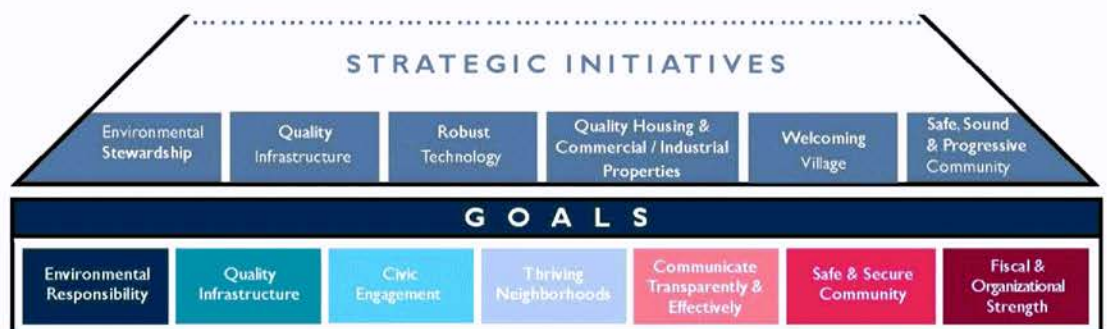 STRATEGIC INITIATIVES
Environmental
Stewardship
Quality
Infrastructure
Robust
Technology
Quality Housing &
Commercial / Industrial
Properties
Welcoming
Village
Safe, Sound
& Progressive
Community
GOALS
Environmental
Responsibility
Quality
Infrastructure
Civic
Engagement
Thriving
Neighborhoods
Communicate
Transparently &
Effectively
Safe & Secure
Community
Fiscal &
Organizational
Strength